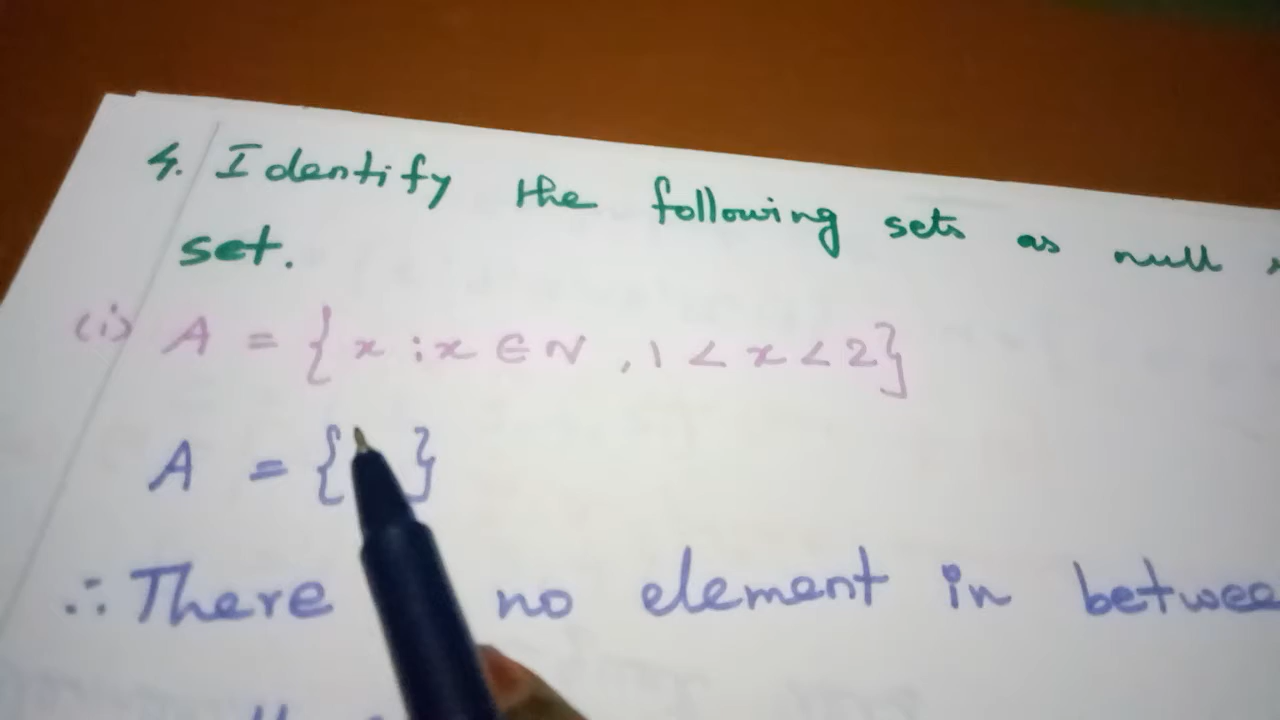 4. Identify the following sets as null
set.
(i) A = { x : x ∈ N , 1 < x < 2 }
A = { }
∴ There no element in betwee